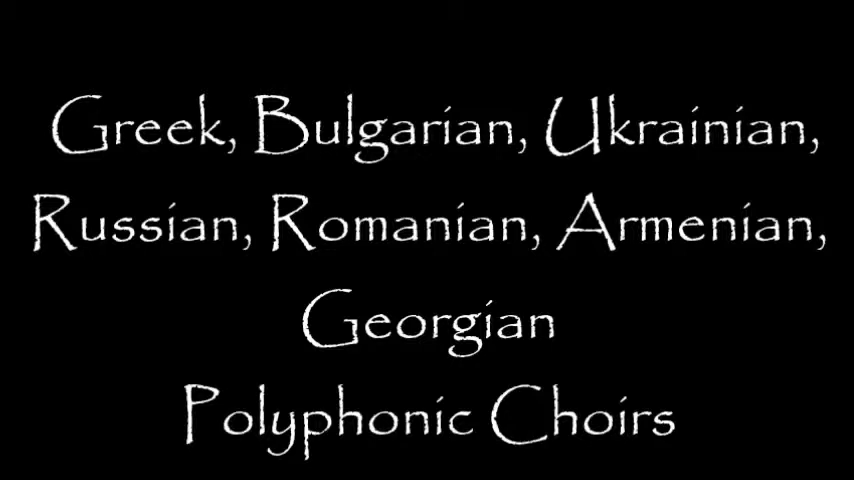 Greek, Bulgarian, Ukrainian,
Russian, Romanian, Armenian,
Georgian
Polyphonic Choirs